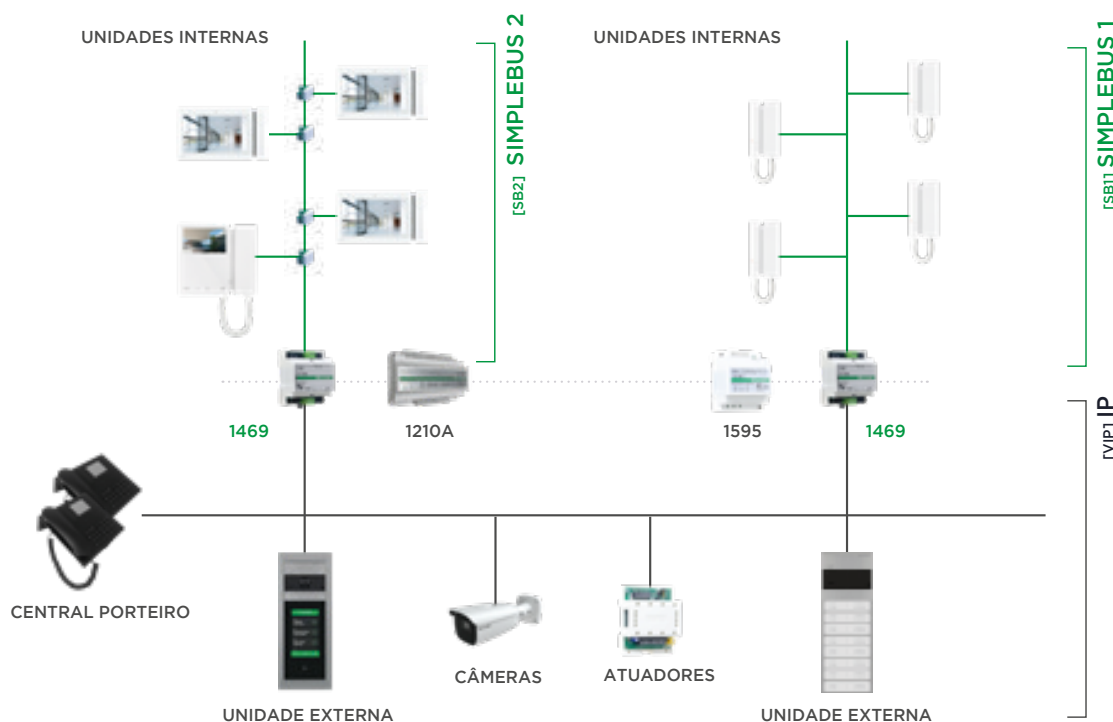 UNIDADES INTERNAS
[SB2] SIMPLEBUS 2
UNIDADES INTERNAS
[SB1] SIMPLEBUS 1
1469
1210A
1595
1469
[VIP] IP
CENTRAL PORTEIRO
CÂMERAS
ATUADORES
UNIDADE EXTERNA
UNIDADE EXTERNA